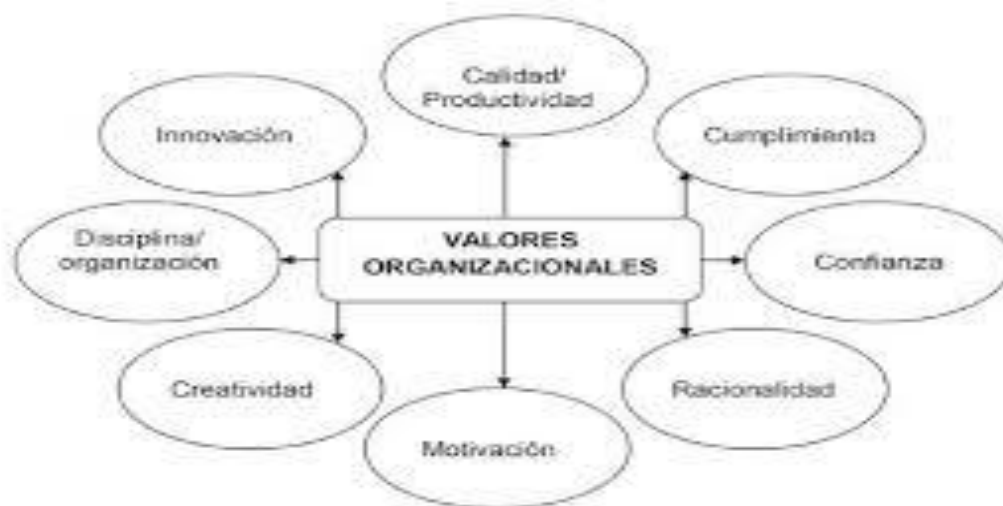 Calidad/
Productividad
Innovación
Cumplimiento
Disciplina/
organización
VALORES
ORGANIZACIONALES
Confianza
Creatividad
Racionalidad
Motivación